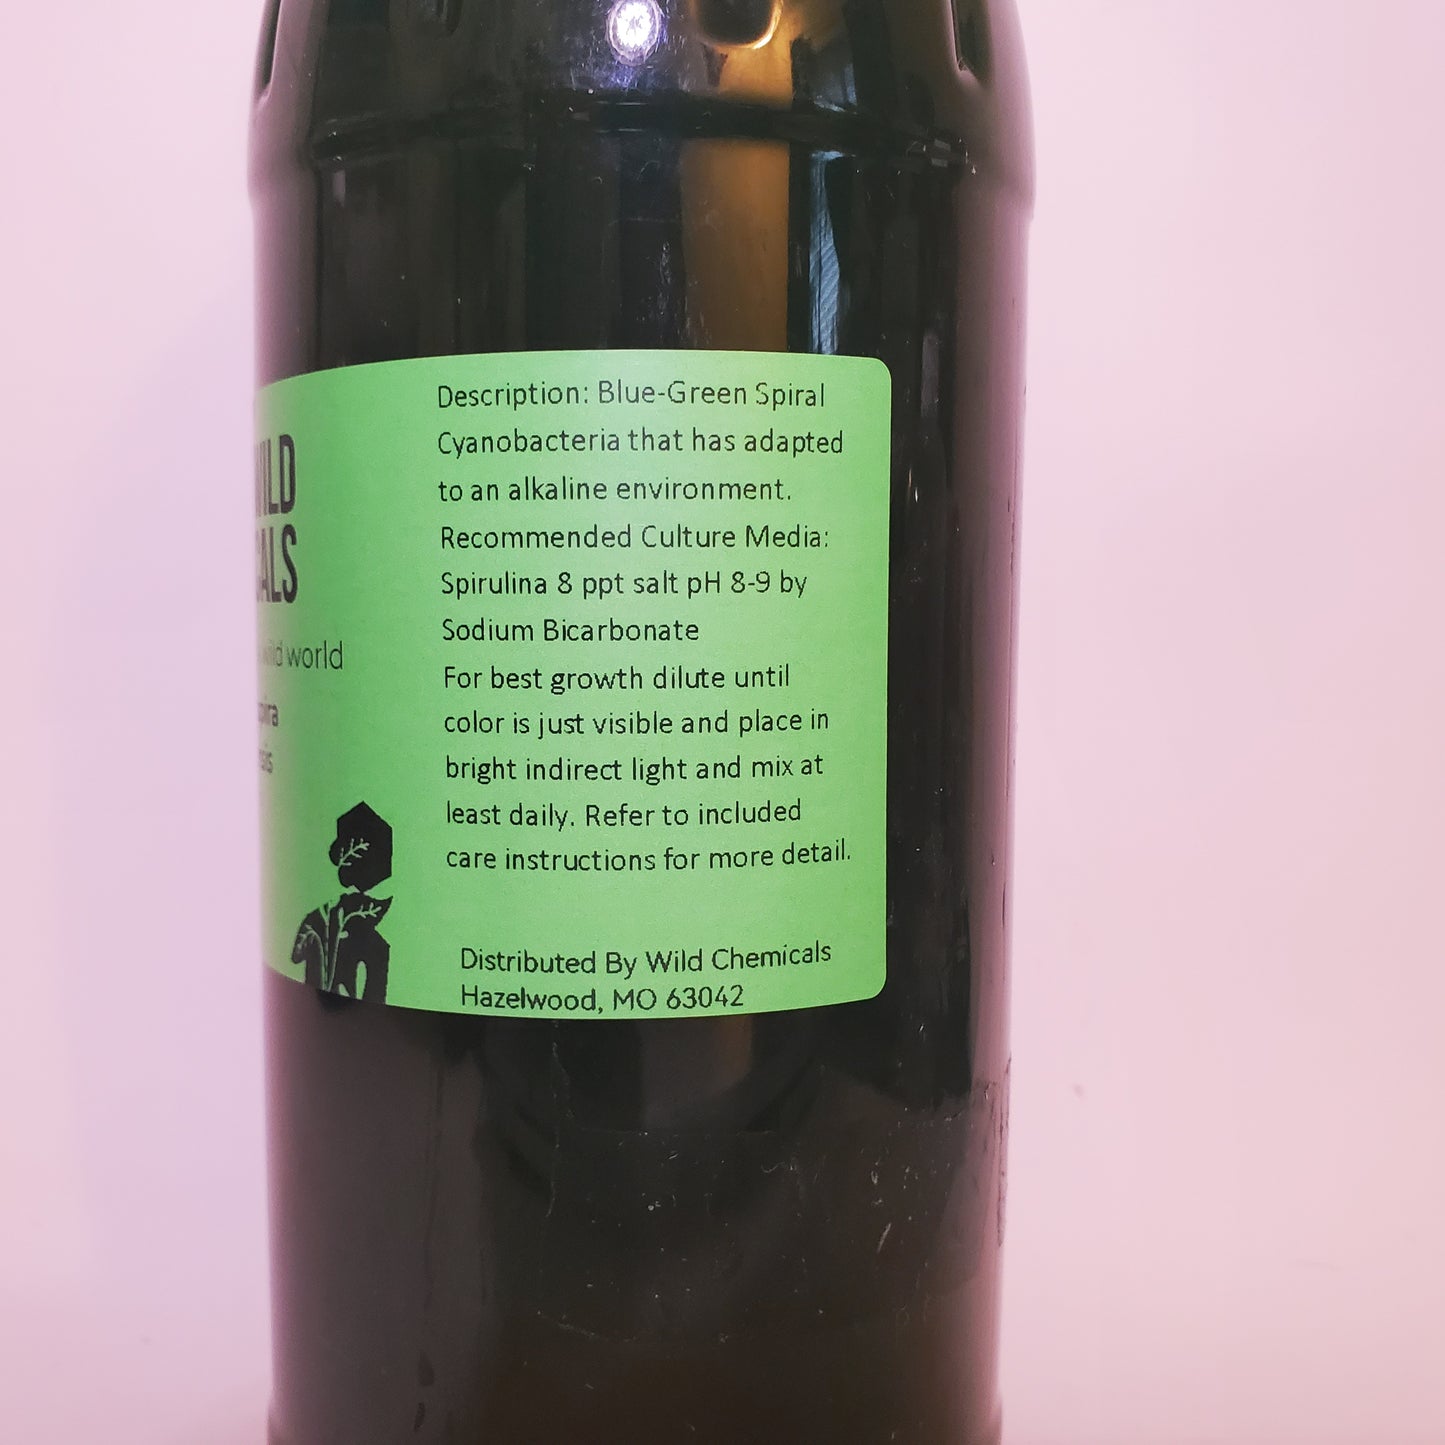 WILD
wild world
Description: Blue-Green Spiral
Cyanobacteria that has adapted
to an alkaline environment.
Recommended Culture Media:
Spirulina 8 ppt salt pH 8-9 by
Sodium Bicarbonate
For best growth dilute until
color is just visible and place in
bright indirect light and mix at
least daily. Refer to included
care instructions for more detail.
Distributed By Wild Chemicals
Hazelwood, MO 63042